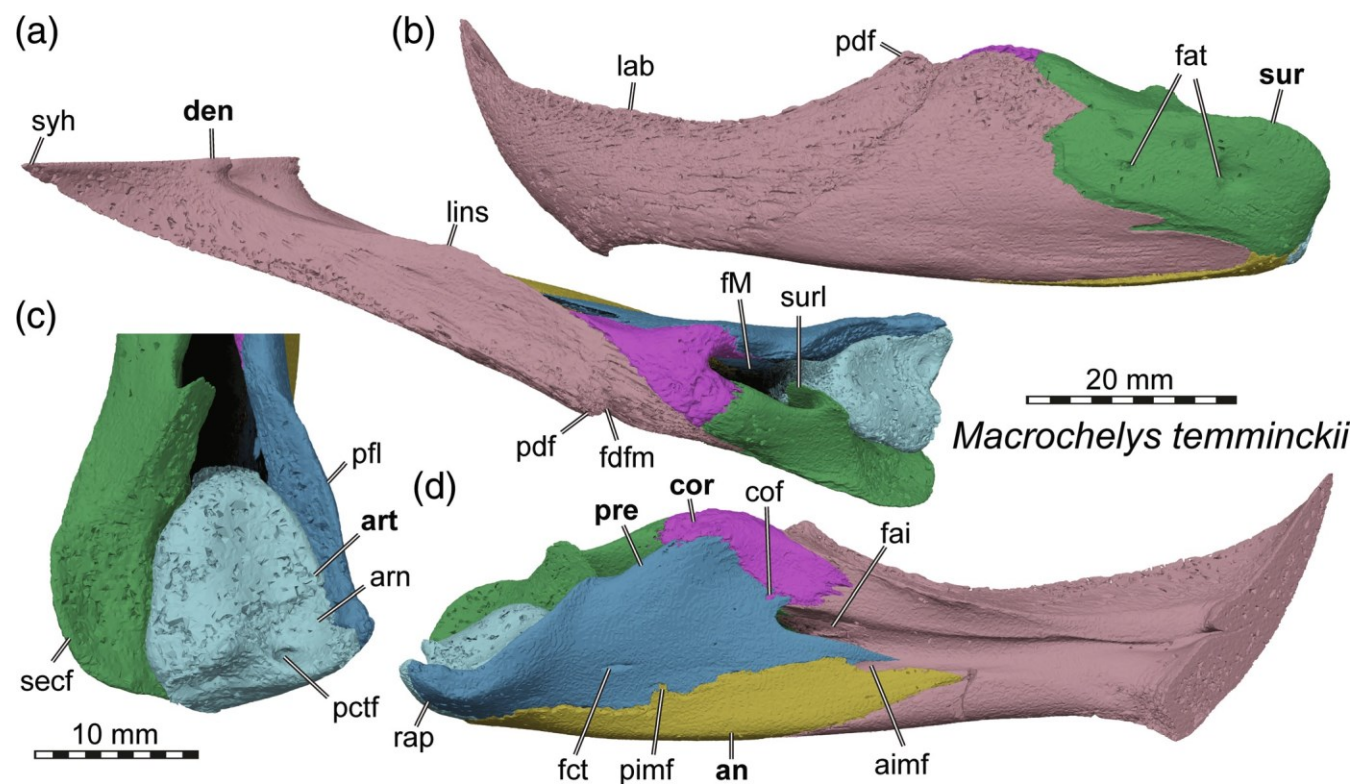 (a)
(b)
pdf
lab
fat
sur
syh
den
lins
fM
surl
(c)
20 mm
Macrochelys temminckii
pdf
fdfm
pfl
(d)
cor
cof
pre
fai
art
arn
secf
pctf
10 mm
rap
fct
pimf
an
aimf